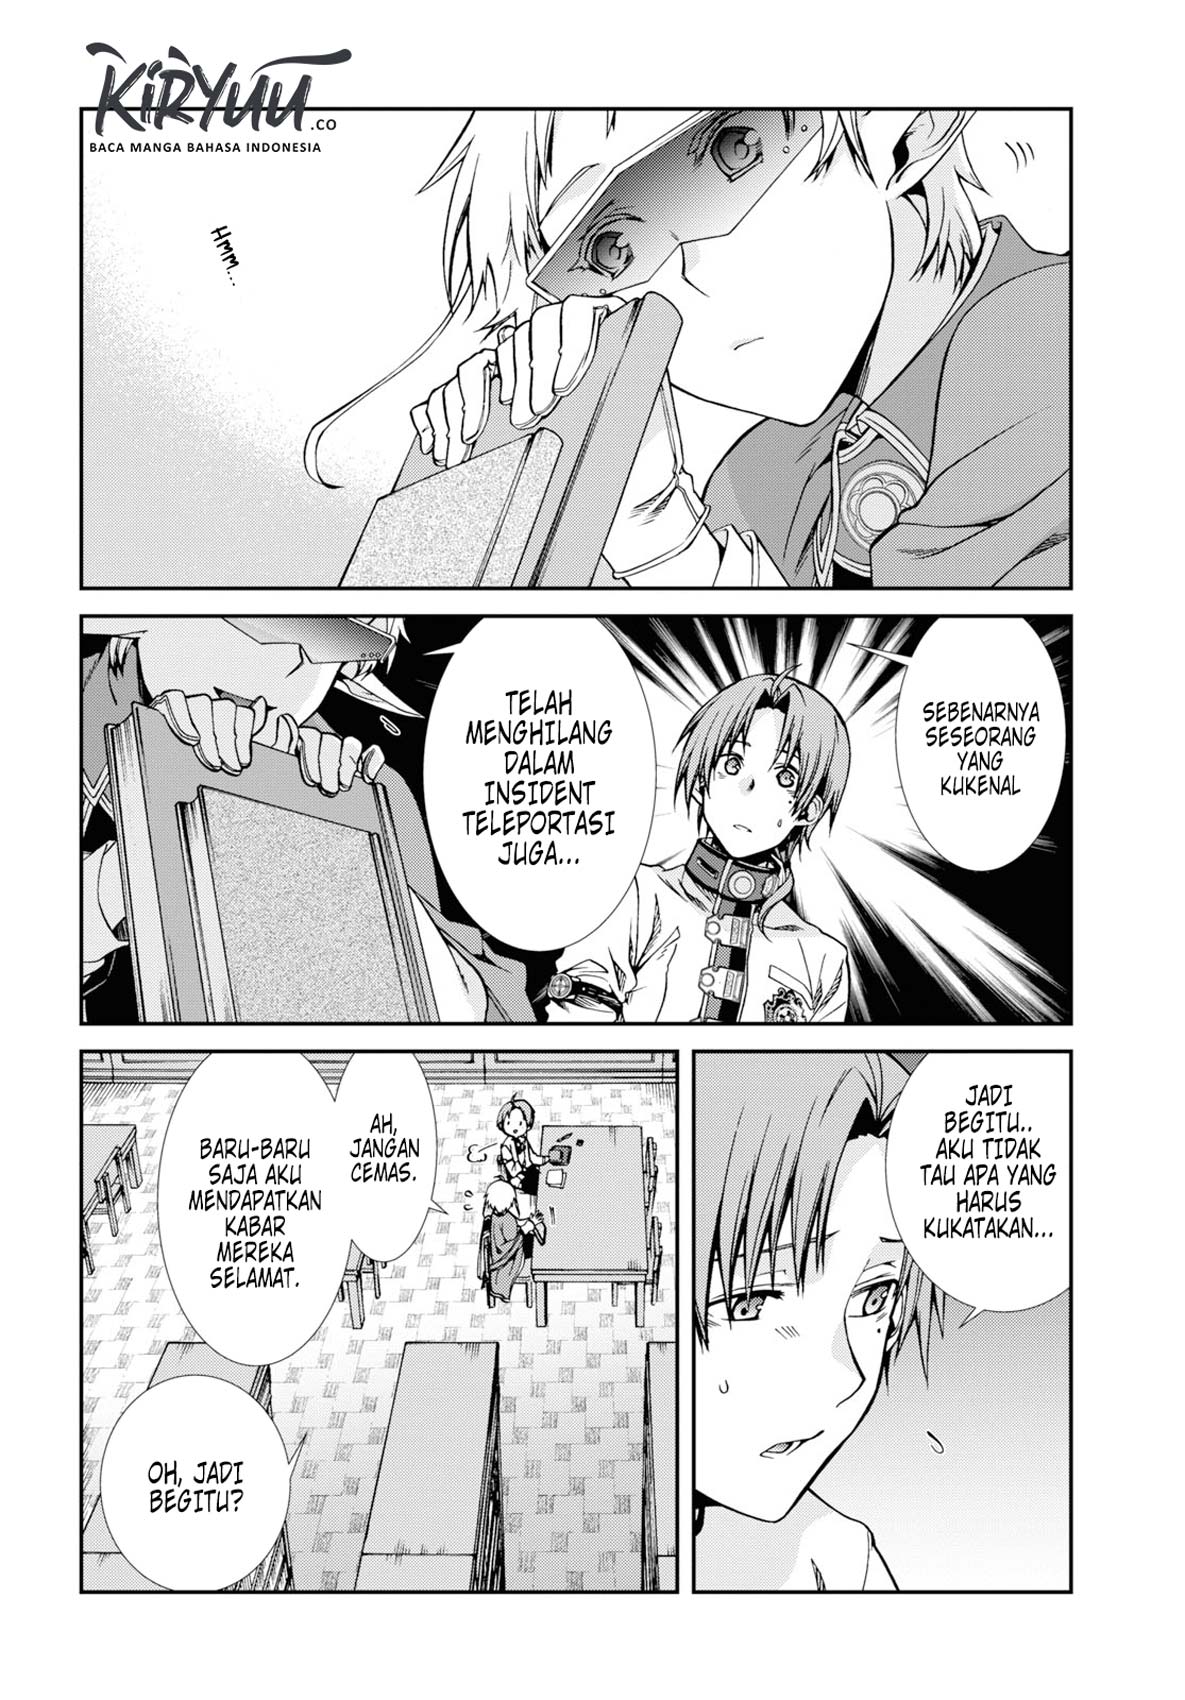 KIRYUU
.CO
BACA MANGA BAHASA INDONESIA
HMM....
SEBENARNYA
SESEORANG
YANG
KUKENAL
TELAH
MENGHILANG
DALAM
INSIDENT
TELEPORTASI
JUGA...
JADI
BEGITU..
AKU TIDAK
TAU APA YANG
HARUS
KUKATAKAN...
AH,
JANGAN
CEMAS.
BARU-BARU
SAJA AKU
MENDAPATKAN
KABAR
MEREKA
SELAMAT.
OH, JADI
BEGITU?